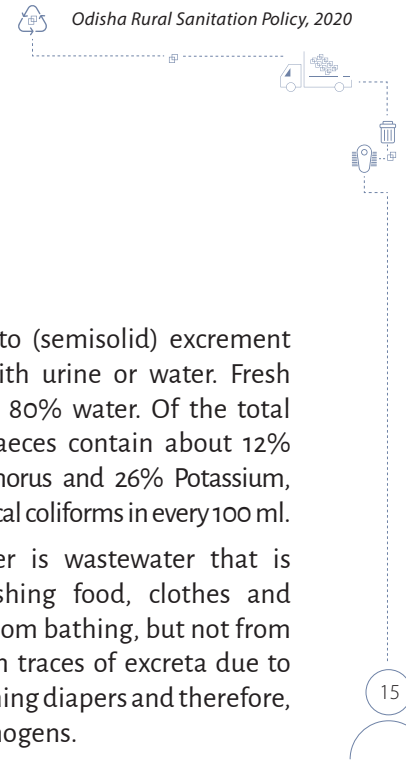 Odisha Rural Sanitation Policy, 2020
to (semisolid) excrement
ith urine or water. Fresh
80% water. Of the total
aeces contain about 12%
horus and 26% Potassium,
cal coliforms in every 100 ml.
er is wastewater that is
shing food, clothes and
om bathing, but not from
n traces of excreta due to
ning diapers and therefore,
hogens.
15